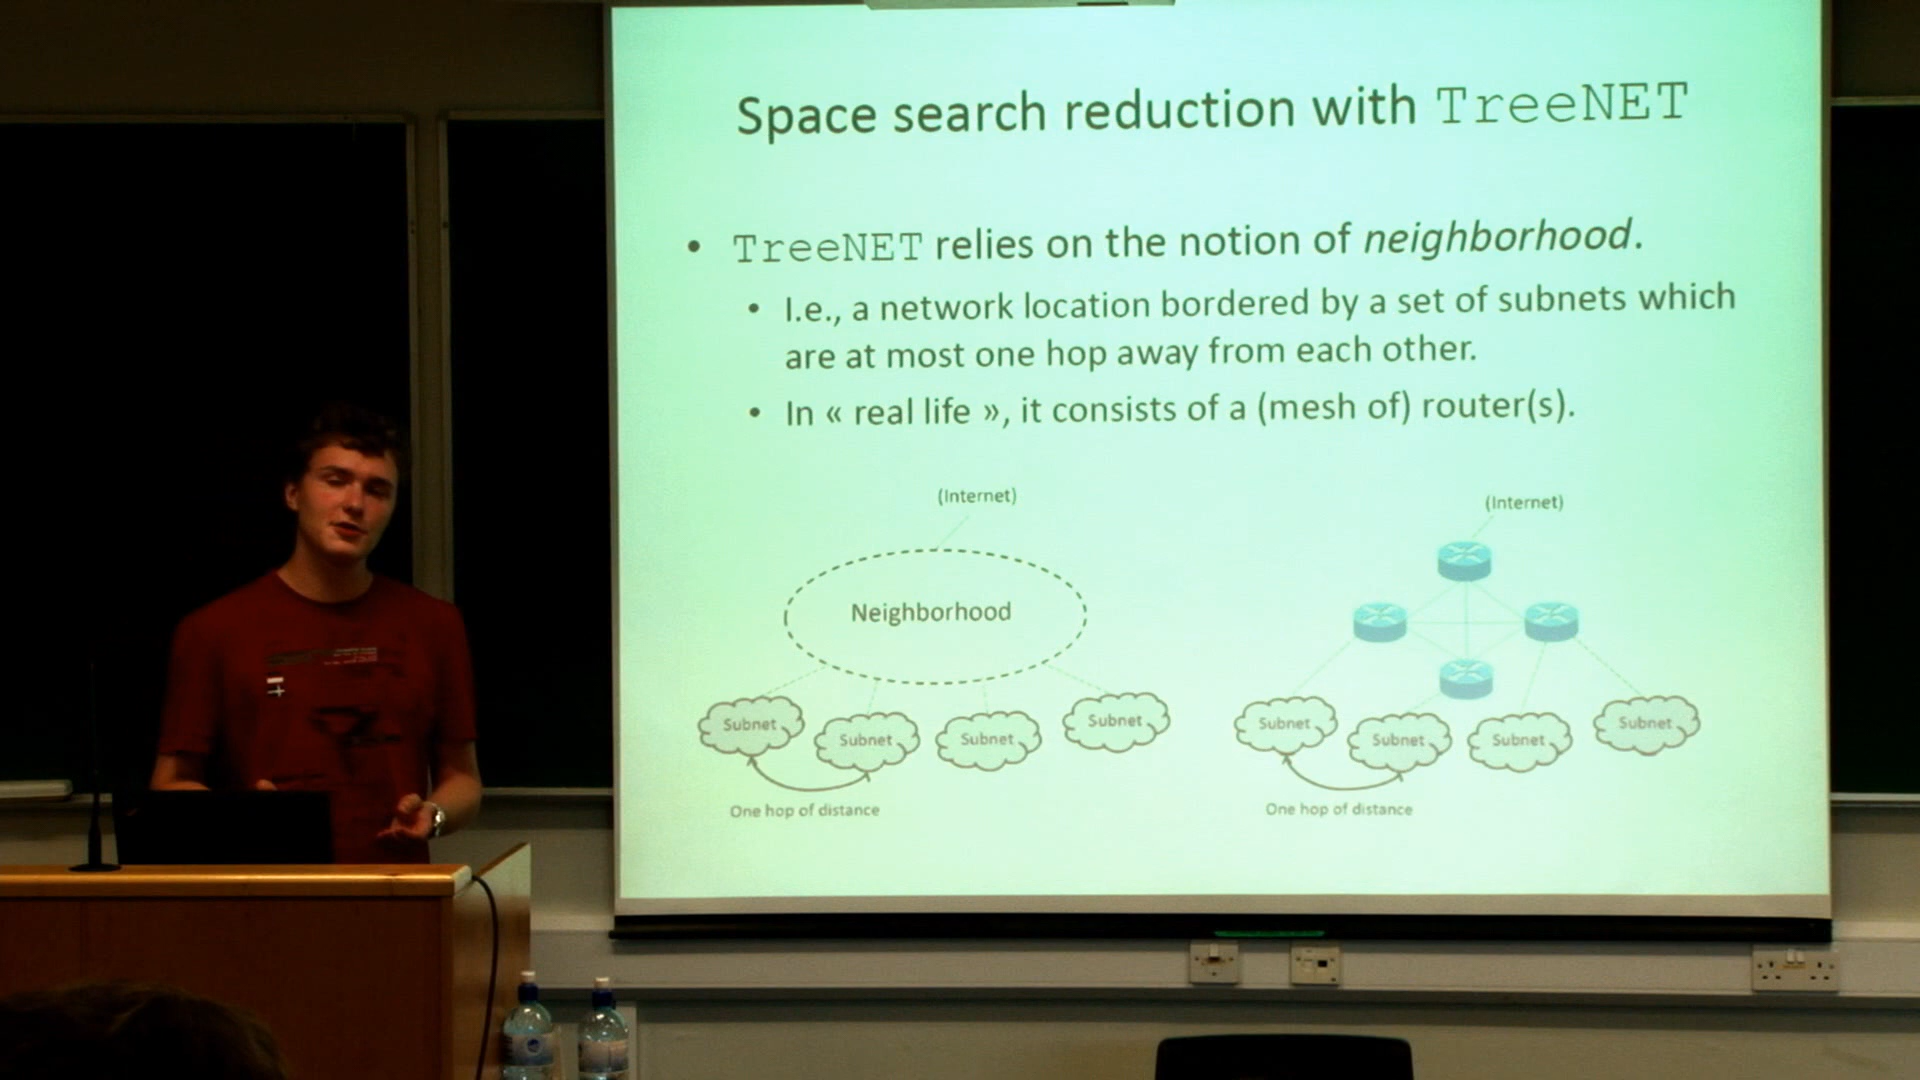 Space search reduction with TreeNET
• TreeNET relies on the notion of neighborhood.
• I.e., a network location bordered by a set of subnets which
are at most one hop away from each other.
• In « real life », it consists of a (mesh of) router(s).
(Internet)
Neighborhood
Subnet
Subnet
Subnet
Subnet
One hop of distance
(Internet)
Subnet
Subnet
Subnet
Subnet
One hop of distance